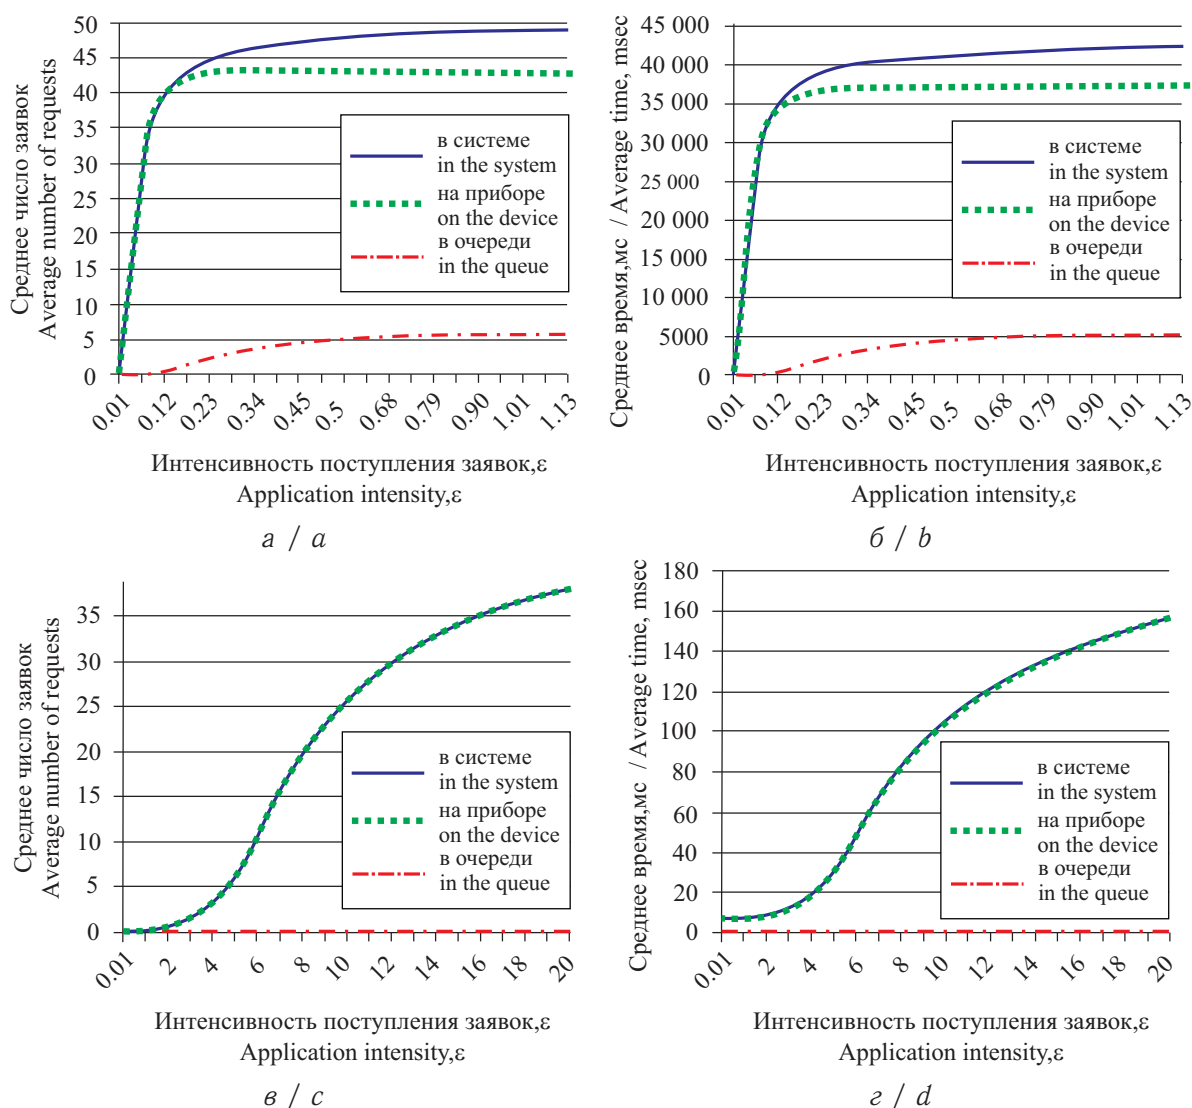 Среднее число заявок
Average number of requests
50
45
40
35
30
25
20
15
10
5
0
в системе
in the system
на приборе
on the device
в очереди
in the queue
0.01 0.12 0.23 0.34 0.45 0.5 0.68 0.79 0.90 1.01 1.13
Интенсивность поступления заявок,ε
Application intensity,ε
а / a
Среднее время,мс / Average time, msec
45 000
40 000
35 000
30 000
25 000
20 000
15 000
10 000
5000
0
в системе
in the system
на приборе
on the device
в очереди
in the queue
0.01 0.12 0.23 0.34 0.45 0.5 0.68 0.79 0.90 1.01 1.13
Интенсивность поступления заявок,ε
Application intensity,ε
б / b
Среднее число заявок
Average number of requests
35
30
25
20
15
10
5
0
в системе
in the system
на приборе
on the device
в очереди
in the queue
0.01 2 4 6 8 10 12 14 16 18 20
Интенсивность поступления заявок,ε
Application intensity,ε
в / c
Среднее время,мс / Average time, msec
180
160
140
120
100
80
60
40
20
0
в системе
in the system
на приборе
on the device
в очереди
in the queue
0.01 2 4 6 8 10 12 14 16 18 20
Интенсивность поступления заявок,ε
Application intensity,ε
г / d